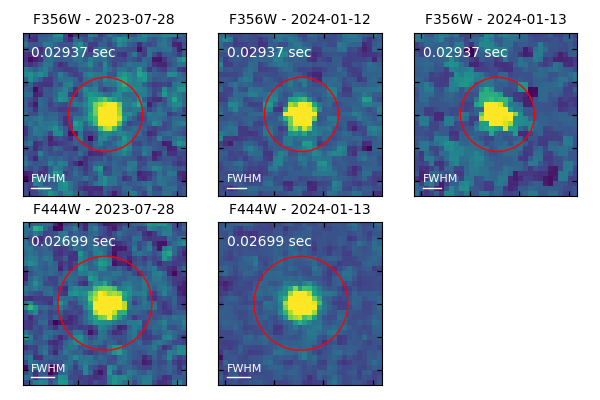 F356W - 2023-07-28
F356W - 2024-01-12
F356W - 2024-01-13
0.02937 sec
0.02937 sec
0.02937 sec
FWHM
FWHM
FWHM
F444W - 2023-07-28
F444W - 2024-01-13
0.02699 sec
0.02699 sec
FWHM
FWHM